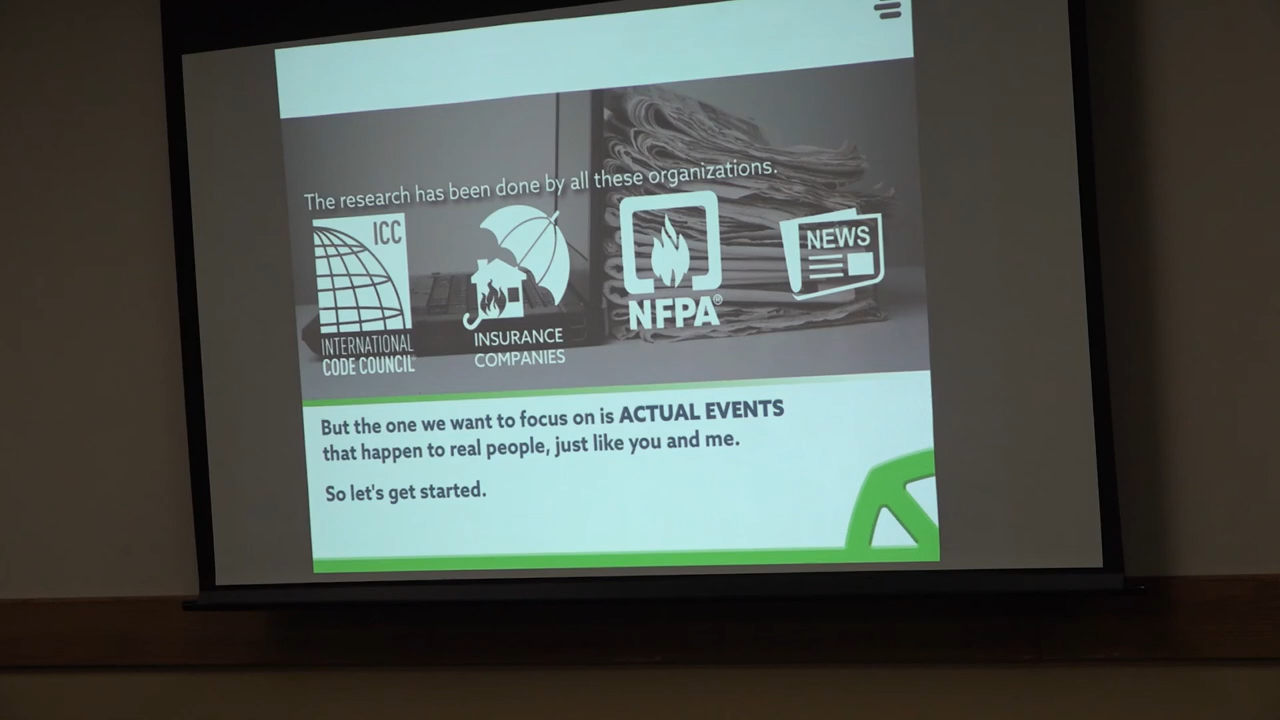 The research has been done by all these organizations.
ICC
INTERNATIONAL
CODE COUNCIL
INSURANCE
COMPANIES
NFPA®
NEWS
But the one we want to focus on is ACTUAL EVENTS
that happen to real people, just like you and me.
So let's get started.